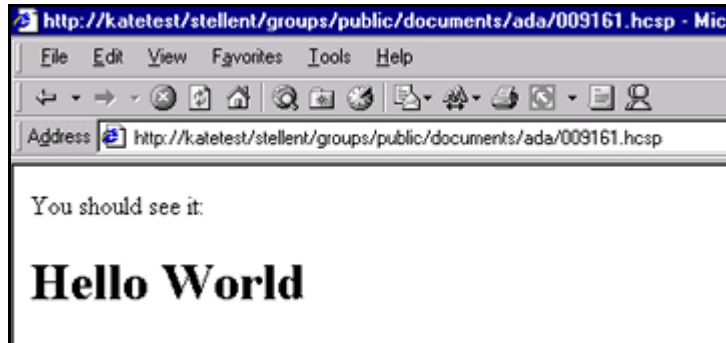 http://katetest/stellent/groups/public/documents/ada/009161.hcsp - Mic
File Edit View Favorites Tools Help
Address http://katetest/stellent/groups/public/documents/ada/009161.hcsp
You should see it:
Hello World